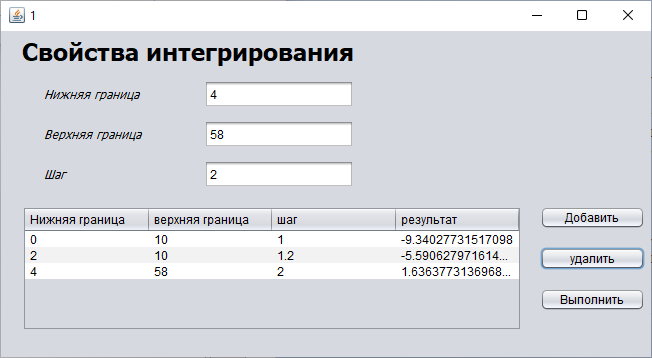 1
Свойства интегрирования
Нижняя граница 4
Верхняя граница 58
Шаг 2
Нижняя граница верхняя граница шаг результат
0 10 1 -9.34027731517098
2 10 1.2 -5.590627971614...
4 58 2 1.6363773136968...
Добавить
удалить
Выполнить